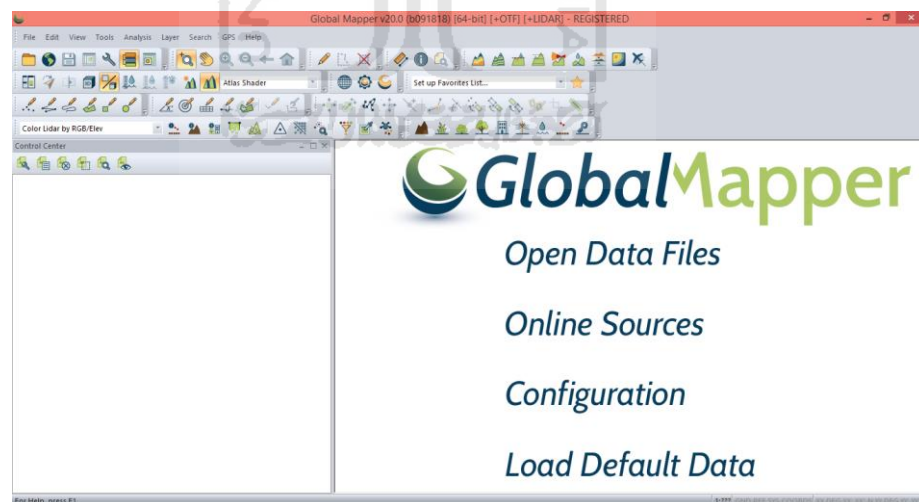 Global Mapper v20.0 (b091818) [64-bit] [+OTF] [+LIDAR] - REGISTERED
File Edit View Tools Analysis Layer Search GPS Help
Atlas Shader
Set up Favorites List...
Color Lidar by RGB/Elev
Control Center
GlobalMapper
Open Data Files
Online Sources
Configuration
Load Default Data
For Help, press F1